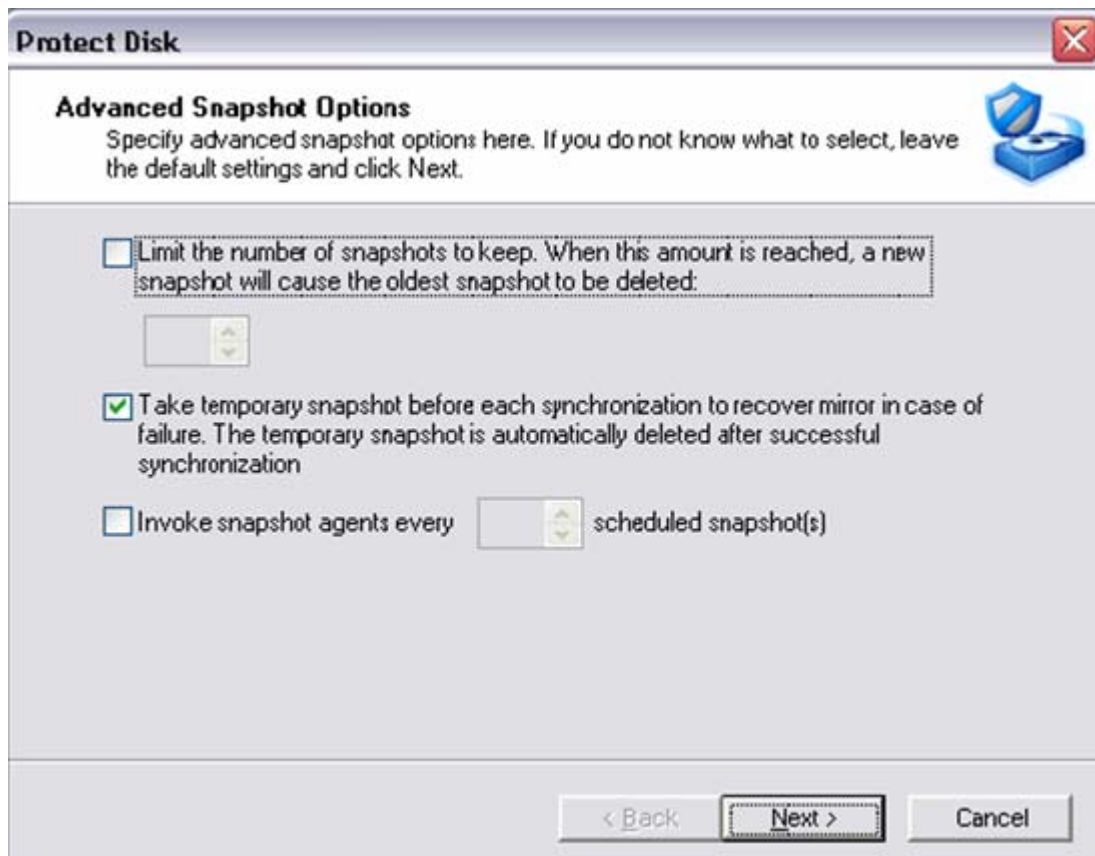 Protect Disk
Advanced Snapshot Options
Specify advanced snapshot options here. If you do not know what to select, leave
the default settings and click Next.
Limit the number of snapshots to keep. When this amount is reached, a new
snapshot will cause the oldest snapshot to be deleted:
Take temporary snapshot before each synchronization to recover mirror in case of
failure. The temporary snapshot is automatically deleted after successful
synchronization
Invoke snapshot agents every scheduled snapshot(s)
< Back Next > Cancel